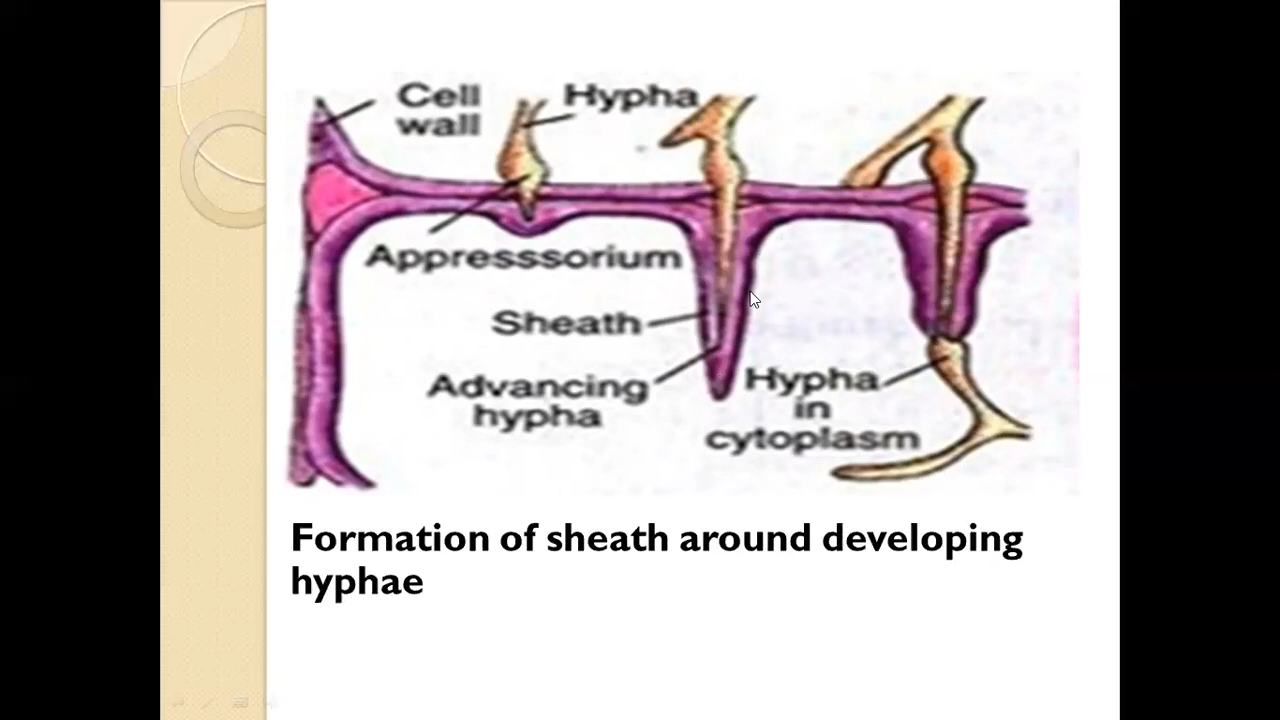 Cell
wall
Hypha
Appresssorium
Sheath
Advancing
hypha
Hypha
in
cytoplasm
Formation of sheath around developing
hyphae